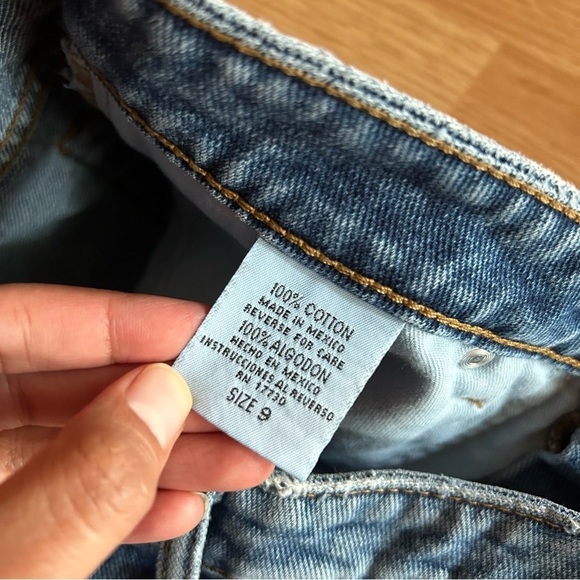 100% COTTON
MADE IN MEXICO
REVERSE FOR CARE
100% ALGODON
HECHO EN MEXICO
INSTRUCCIONES AL REVERSO
RN 17730
SIZE 9